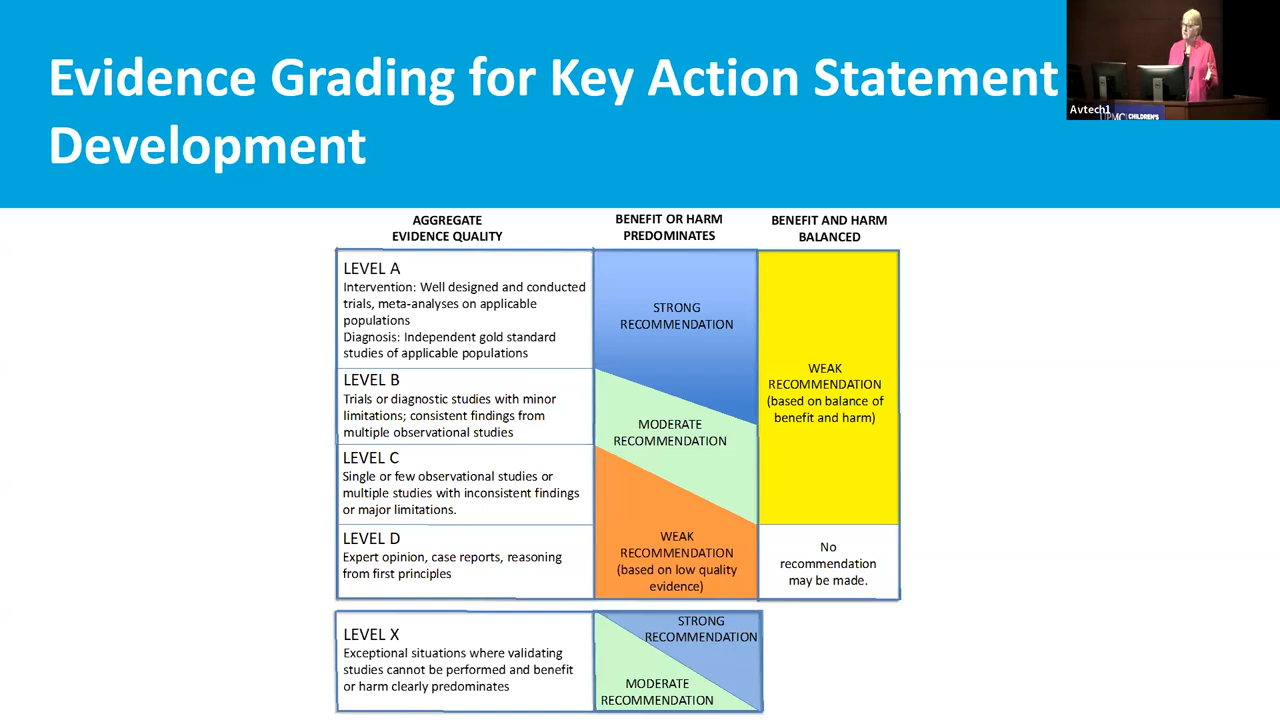 Evidence Grading for Key Action Statement
Development
Avtech1
UPMC CHILDREN'S
AGGREGATE
EVIDENCE QUALITY
BENEFIT OR HARM
PREDOMINATES
BENEFIT AND HARM
BALANCED
LEVEL A
Intervention: Well designed and conducted
trials, meta-analyses on applicable
populations
Diagnosis: Independent gold standard
studies of applicable populations
STRONG
RECOMMENDATION
LEVEL B
Trials or diagnostic studies with minor
limitations; consistent findings from
multiple observational studies
MODERATE
RECOMMENDATION
WEAK
RECOMMENDATION
(based on balance of
benefit and harm)
LEVEL C
Single or few observational studies or
multiple studies with inconsistent findings
or major limitations.
LEVEL D
Expert opinion, case reports, reasoning
from first principles
WEAK
RECOMMENDATION
(based on low quality
evidence)
No
recommendation
may be made.
LEVEL X
Exceptional situations where validating
studies cannot be performed and benefit
or harm clearly predominates
STRONG
RECOMMENDATION
MODERATE
RECOMMENDATION